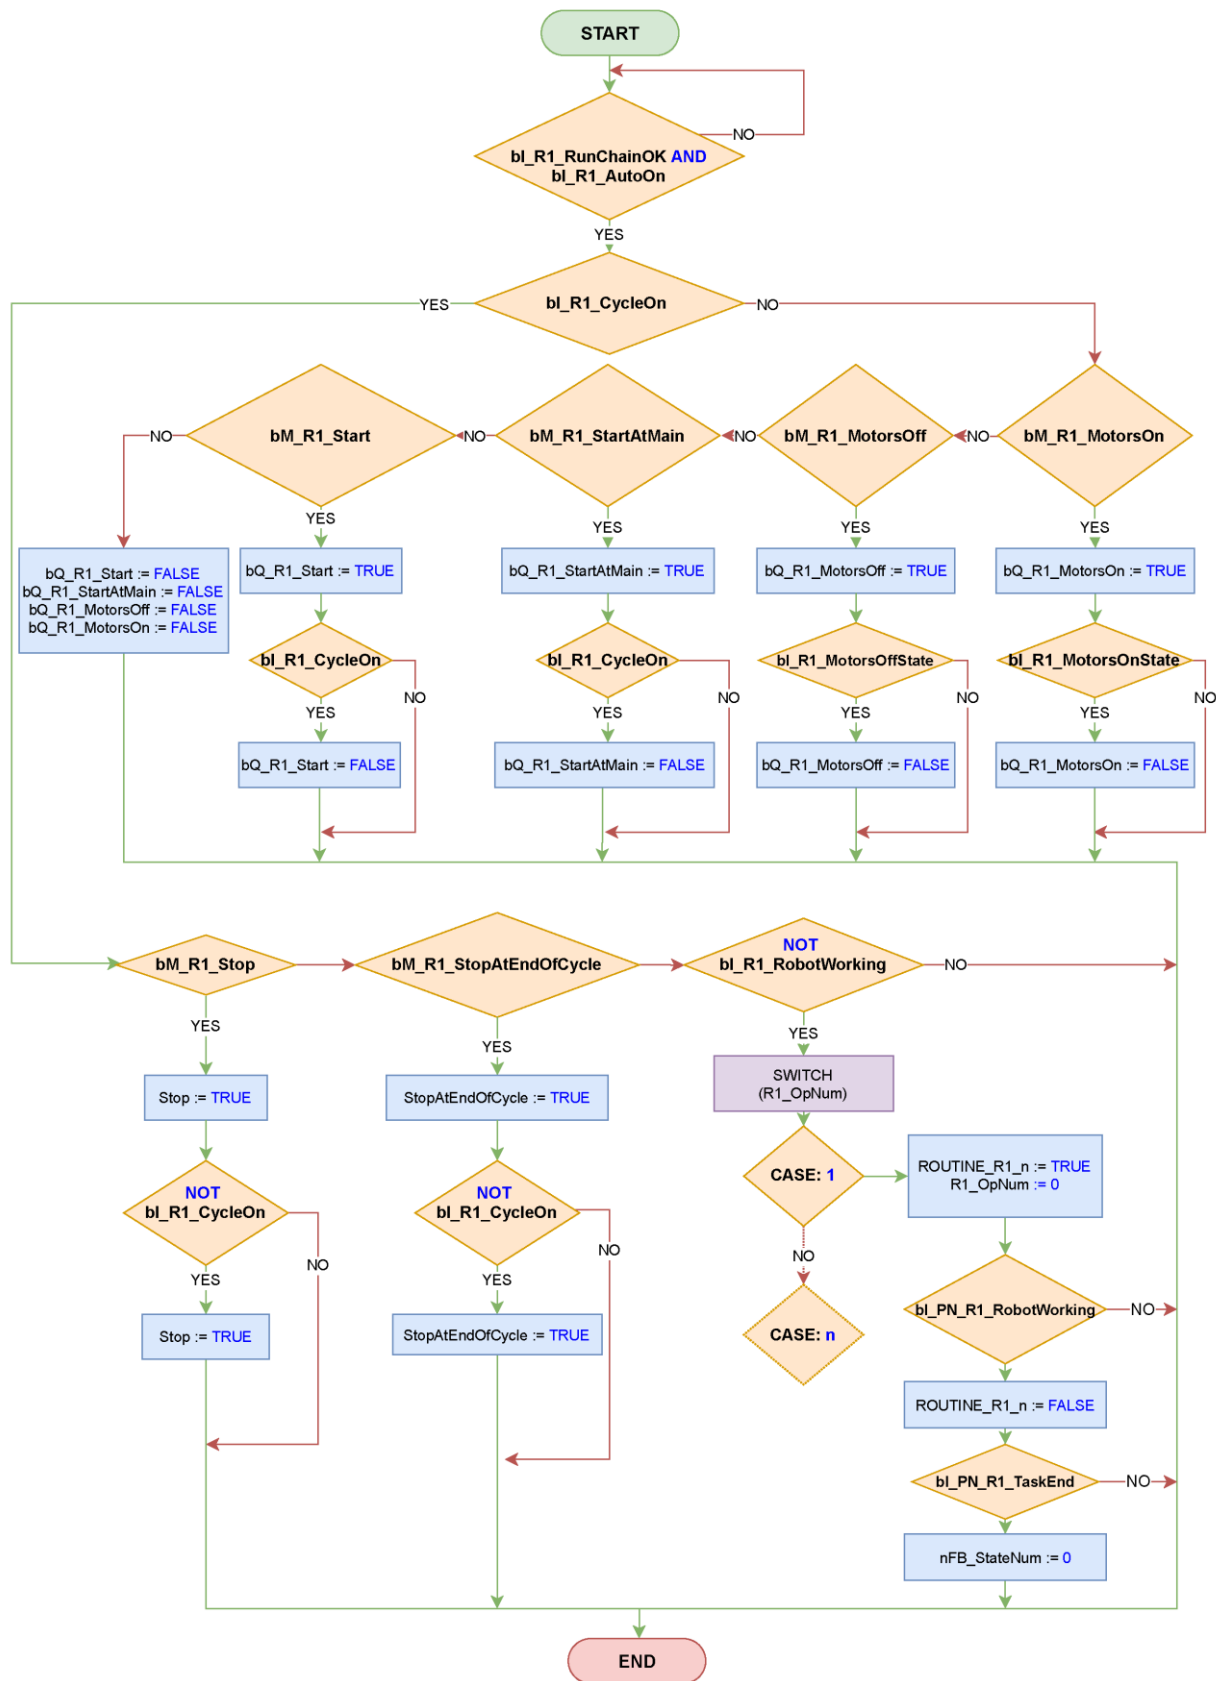 START
NO
bI_R1_RunChainOK AND
bI_R1_AutoOn
YES
YES
bI_R1_CycleOn
NO
NO
bM_R1_Start
NO
bM_R1_StartAtMain
NO
bM_R1_MotorsOff
NO
bM_R1_MotorsOn
YES
YES
YES
YES
bQ_R1_Start := FALSE
bQ_R1_StartAtMain := FALSE
bQ_R1_MotorsOff := FALSE
bQ_R1_MotorsOn := FALSE
bQ_R1_Start := TRUE
bQ_R1_StartAtMain := TRUE
bQ_R1_MotorsOff := TRUE
bQ_R1_MotorsOn := TRUE
bI_R1_CycleOn
bI_R1_CycleOn
bI_R1_MotorsOffState
bI_R1_MotorsOnState
NO
NO
NO
NO
YES
YES
YES
YES
bQ_R1_Start := FALSE
bQ_R1_StartAtMain := FALSE
bQ_R1_MotorsOff := FALSE
bQ_R1_MotorsOn := FALSE
bM_R1_Stop
bM_R1_StopAtEndOfCycle
NOT
bI_R1_RobotWorking
NO
YES
YES
YES
Stop := TRUE
StopAtEndOfCycle := TRUE
SWITCH
(R1_OpNum)
CASE: 1
ROUTINE_R1_n := TRUE
R1_OpNum := 0
NOT
bI_R1_CycleOn
NOT
bI_R1_CycleOn
NO
NO
NO
YES
YES
Stop := TRUE
StopAtEndOfCycle := TRUE
CASE: n
bI_PN_R1_RobotWorking
NO
ROUTINE_R1_n := FALSE
bI_PN_R1_TaskEnd
NO
nFB_StateNum := 0
END